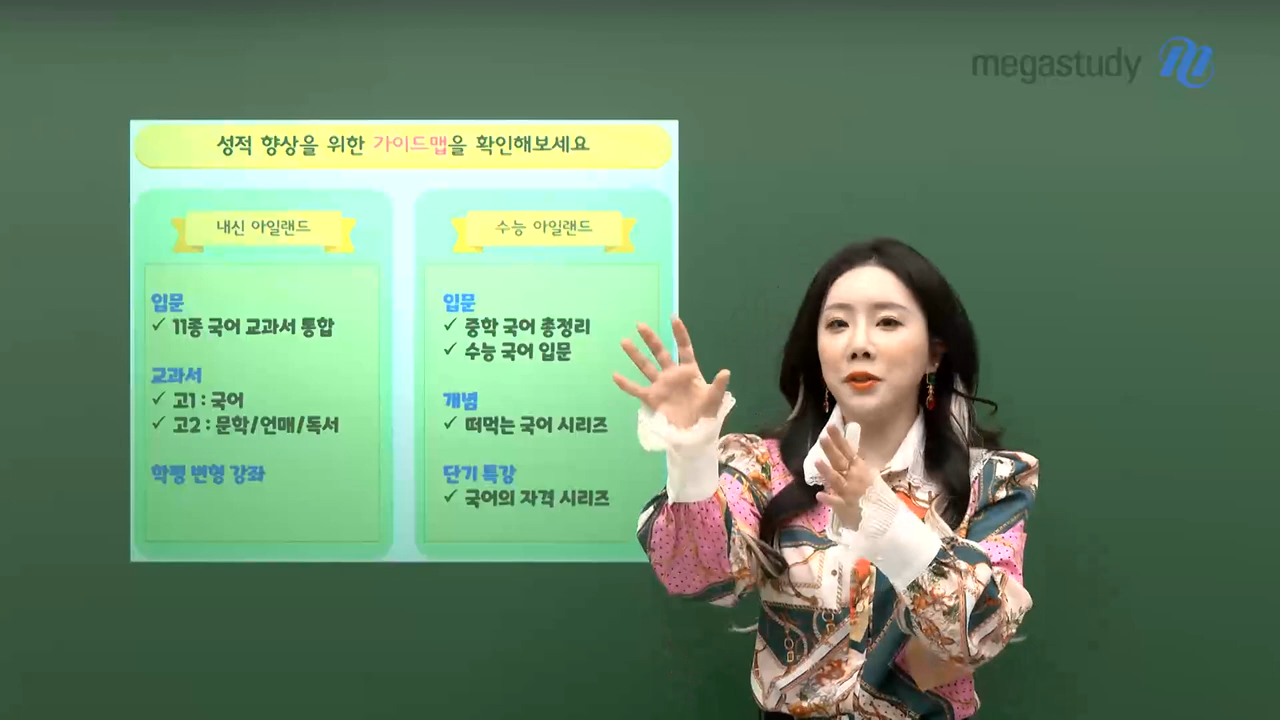 megastudy
성적 향상을 위한 가이드맵을 확인해보세요
내신 아일랜드
입문
✓ 11종 국어 교과서 통합
교과서
✓ 고1 : 국어
✓ 고2 : 문학/언매/독서
학평 변형 강좌
수능 아일랜드
입문
✓ 중학 국어 총정리
✓ 수능 국어 입문
개념
✓ 떠먹는 국어 시리즈
단기 특강
✓ 국어의 자격 시리즈